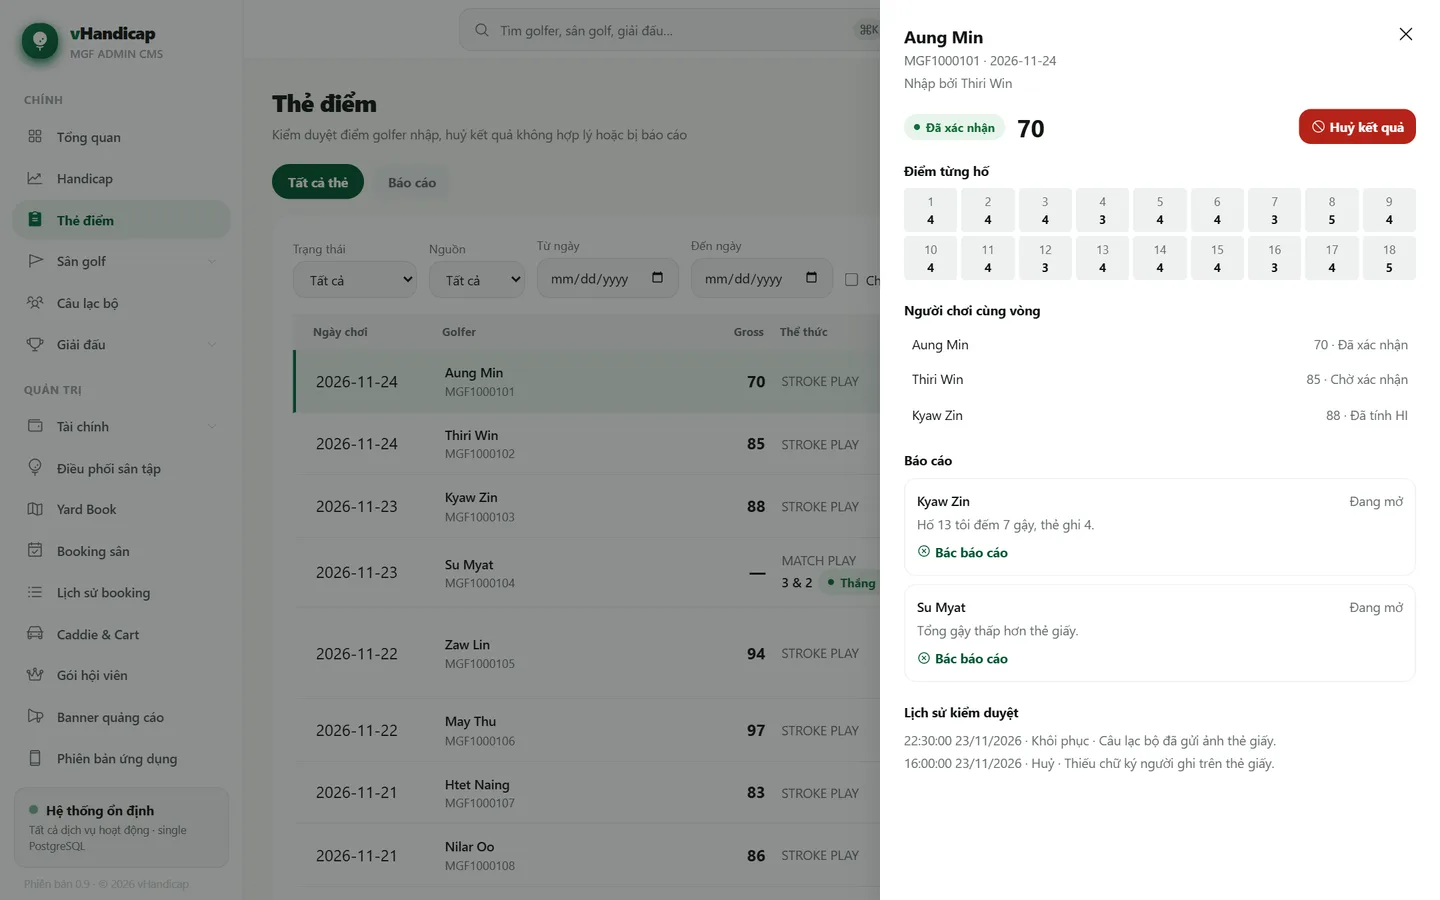 vHandicap
MGF ADMIN CMS
CHÍNH
Tổng quan
Handicap
Thẻ điểm
Sân golf
Câu lạc bộ
Giải đấu
QUẢN TRỊ
Tài chính
Điều phối sân tập
Yard Book
Booking sân
Lịch sử booking
Caddie & Cart
Gói hội viên
Banner quảng cáo
Phiên bản ứng dụng
Hệ thống ổn định
Tất cả dịch vụ hoạt động · single
PostgreSQL
Phiên bản 0.9 · © 2026 vHandicap
Tìm golfer, sân golf, giải đấu...
⌘K
Thẻ điểm
Kiểm duyệt điểm golfer nhập, huỷ kết quả không hợp lý hoặc bị báo cáo
Tất cả thẻ
Báo cáo
Trạng thái
Nguồn
Từ ngày
Đến ngày
Tất cả
Tất cả
mm/dd/yyyy
mm/dd/yyyy
Ch
Ngày chơi
Golfer
Gross
Thể thức
2026-11-24
Aung Min
MGF1000101
70
STROKE PLAY
2026-11-24
Thiri Win
MGF1000102
85
STROKE PLAY
2026-11-23
Kyaw Zin
MGF1000103
88
STROKE PLAY
2026-11-23
Su Myat
MGF1000104
—
MATCH PLAY
3 & 2
Thắng
2026-11-22
Zaw Lin
MGF1000105
94
STROKE PLAY
2026-11-22
May Thu
MGF1000106
97
STROKE PLAY
2026-11-21
Htet Naing
MGF1000107
83
STROKE PLAY
2026-11-21
Nilar Oo
MGF1000108
86
STROKE PLAY
Aung Min
MGF1000101 · 2026-11-24
Nhập bởi Thiri Win
Đã xác nhận
70
Huỷ kết quả
Điểm từng hố
1 2 3 4 5 6 7 8 9
4 4 4 3 4 4 3 5 4
10 11 12 13 14 15 16 17 18
4 4 3 4 4 4 3 4 5
Người chơi cùng vòng
Aung Min
70 · Đã xác nhận
Thiri Win
85 · Chờ xác nhận
Kyaw Zin
88 · Đã tính HI
Báo cáo
Kyaw Zin
Đang mở
Hố 13 tôi đếm 7 gậy, thẻ ghi 4.
Bác báo cáo
Su Myat
Đang mở
Tổng gậy thấp hơn thẻ giấy.
Bác báo cáo
Lịch sử kiểm duyệt
22:30:00 23/11/2026 · Khôi phục · Câu lạc bộ đã gửi ảnh thẻ giấy.
16:00:00 23/11/2026 · Huỷ · Thiếu chữ ký người ghi trên thẻ giấy.